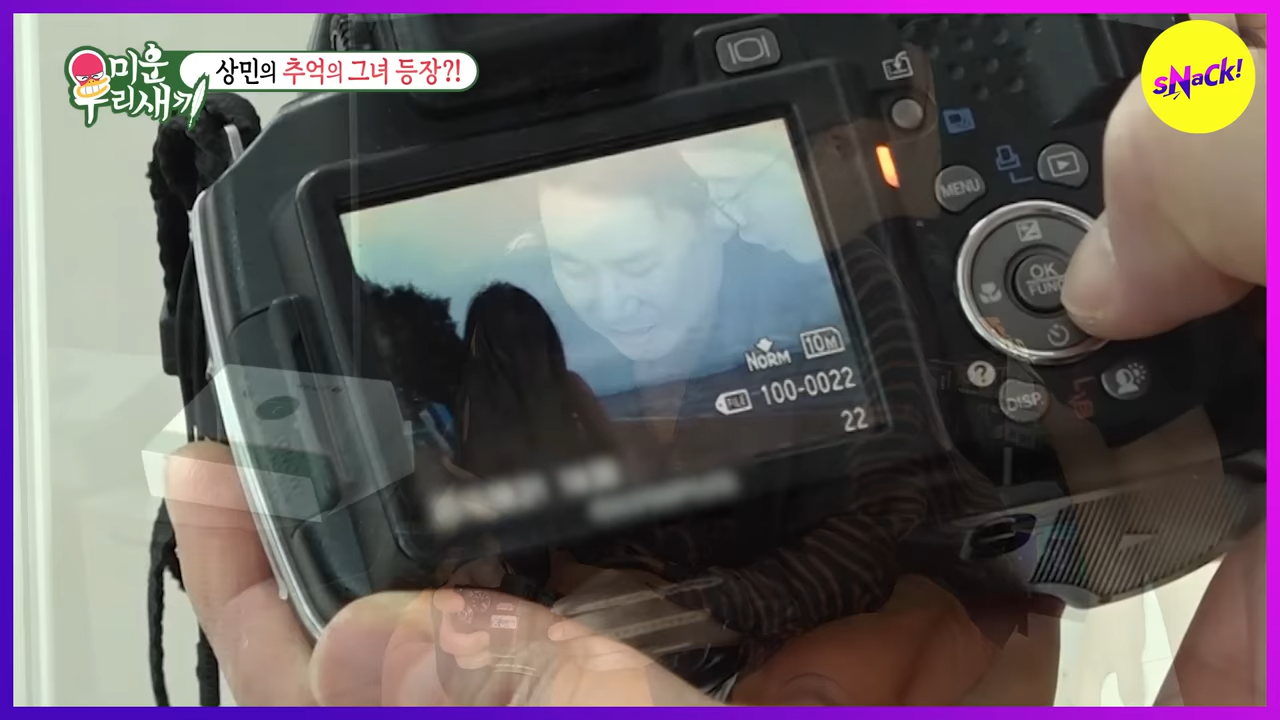 미운
우리새끼
상민의 추억의 그녀 등장?!
sNaCK!
MENU
OK
FUNC
NORM 10M
FILE 100-0022
22
?
DISP.